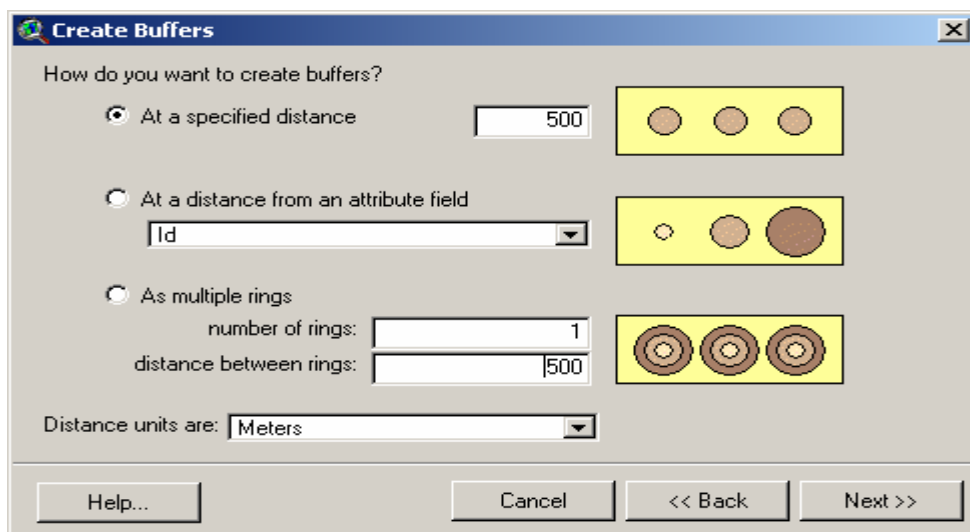 Create Buffers
How do you want to create buffers?
At a specified distance 500
At a distance from an attribute field
Id
As multiple rings
number of rings: 1
distance between rings: 500
Distance units are: Meters
Help... Cancel << Back Next >>